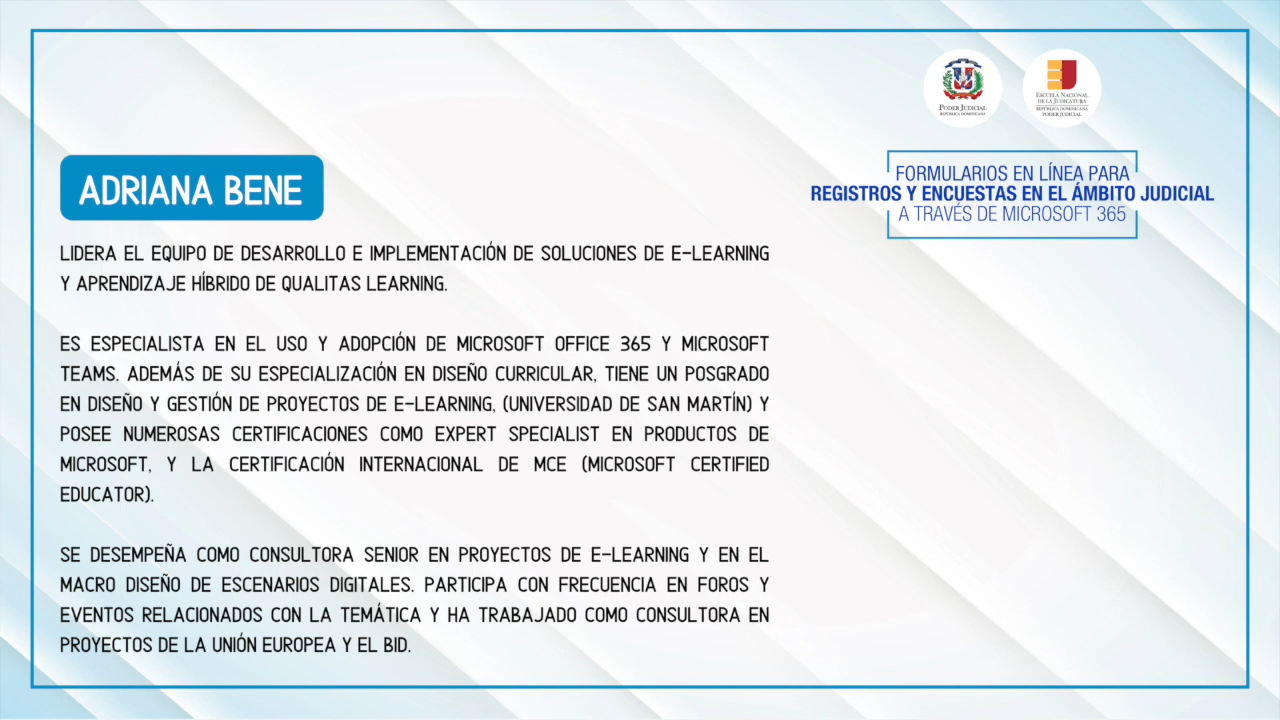 PODER JUDICIAL
REPÚBLICA DOMINICANA
ESCUELA NACIONAL
DE LA JUDICATURA
REPÚBLICA DOMINICANA
PODER JUDICIAL
FORMULARIOS EN LÍNEA PARA
REGISTROS Y ENCUESTAS EN EL ÁMBITO JUDICIAL
A TRAVÉS DE MICROSOFT 365
ADRIANA BENE
LIDERA EL EQUIPO DE DESARROLLO E IMPLEMENTACIÓN DE SOLUCIONES DE E-LEARNING
Y APRENDIZAJE HÍBRIDO DE QUALITAS LEARNING.
ES ESPECIALISTA EN EL USO Y ADOPCIÓN DE MICROSOFT OFFICE 365 Y MICROSOFT
TEAMS. ADEMÁS DE SU ESPECIALIZACIÓN EN DISEÑO CURRICULAR, TIENE UN POSGRADO
EN DISEÑO Y GESTIÓN DE PROYECTOS DE E-LEARNING, (UNIVERSIDAD DE SAN MARTÍN) Y
POSEE NUMEROSAS CERTIFICACIONES COMO EXPERT SPECIALIST EN PRODUCTOS DE
MICROSOFT, Y LA CERTIFICACIÓN INTERNACIONAL DE MCE (MICROSOFT CERTIFIED
EDUCATOR).
SE DESEMPEÑA COMO CONSULTORA SENIOR EN PROYECTOS DE E-LEARNING Y EN EL
MACRO DISEÑO DE ESCENARIOS DIGITALES. PARTICIPA CON FRECUENCIA EN FOROS Y
EVENTOS RELACIONADOS CON LA TEMÁTICA Y HA TRABAJADO COMO CONSULTORA EN
PROYECTOS DE LA UNIÓN EUROPEA Y EL BID.